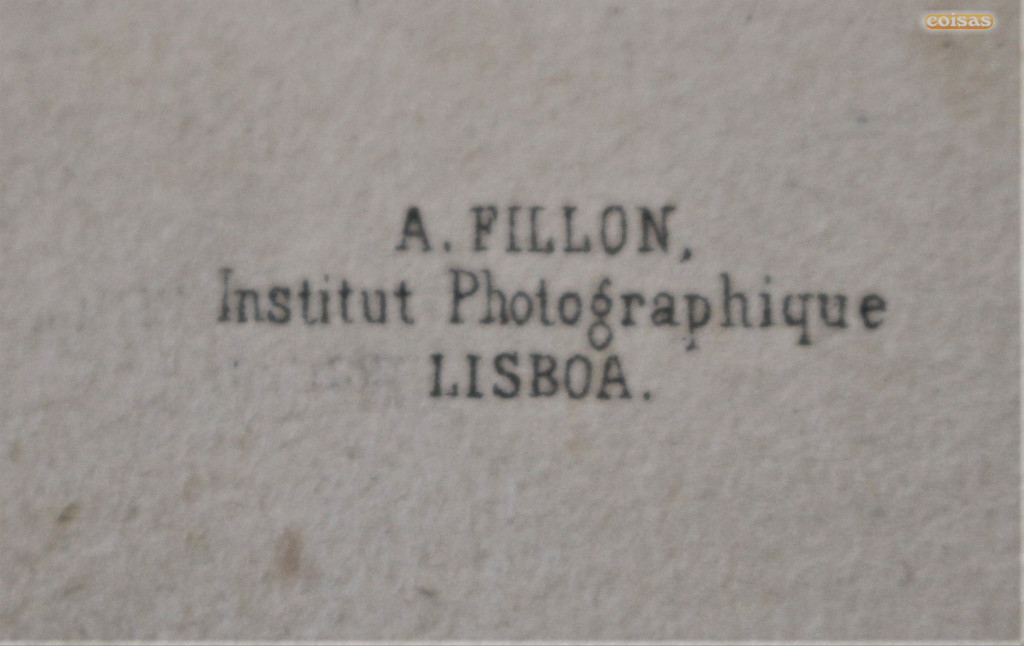 coisas
A. FILLON,
Institut Photographique
LISBOA.